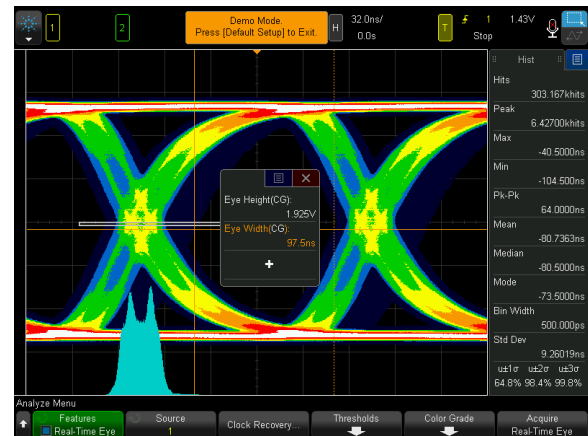 1
2
Demo Mode.
Press [Default Setup] to Exit.
H
32.0ns/
0.0s
T
1
1.43V
Stop
Hist
Hits
303.167khits
Peak
6.42700khits
Max
-40.5000ns
Min
-104.500ns
Pk-Pk
64.0000ns
Mean
-80.7363ns
Median
-80.5000ns
Mode
-73.5000ns
Bin Width
500.000ps
Std Dev
9.26019ns
u±1σ u±2σ u±3σ
64.8% 98.4% 99.8%
Eye Height(CG):
1.925V
Eye Width(CG):
97.5ns
Analyze Menu
Features
Real-Time Eye
Source
1
Clock Recovery...
Thresholds
Color Grade
Acquire
Real-Time Eye